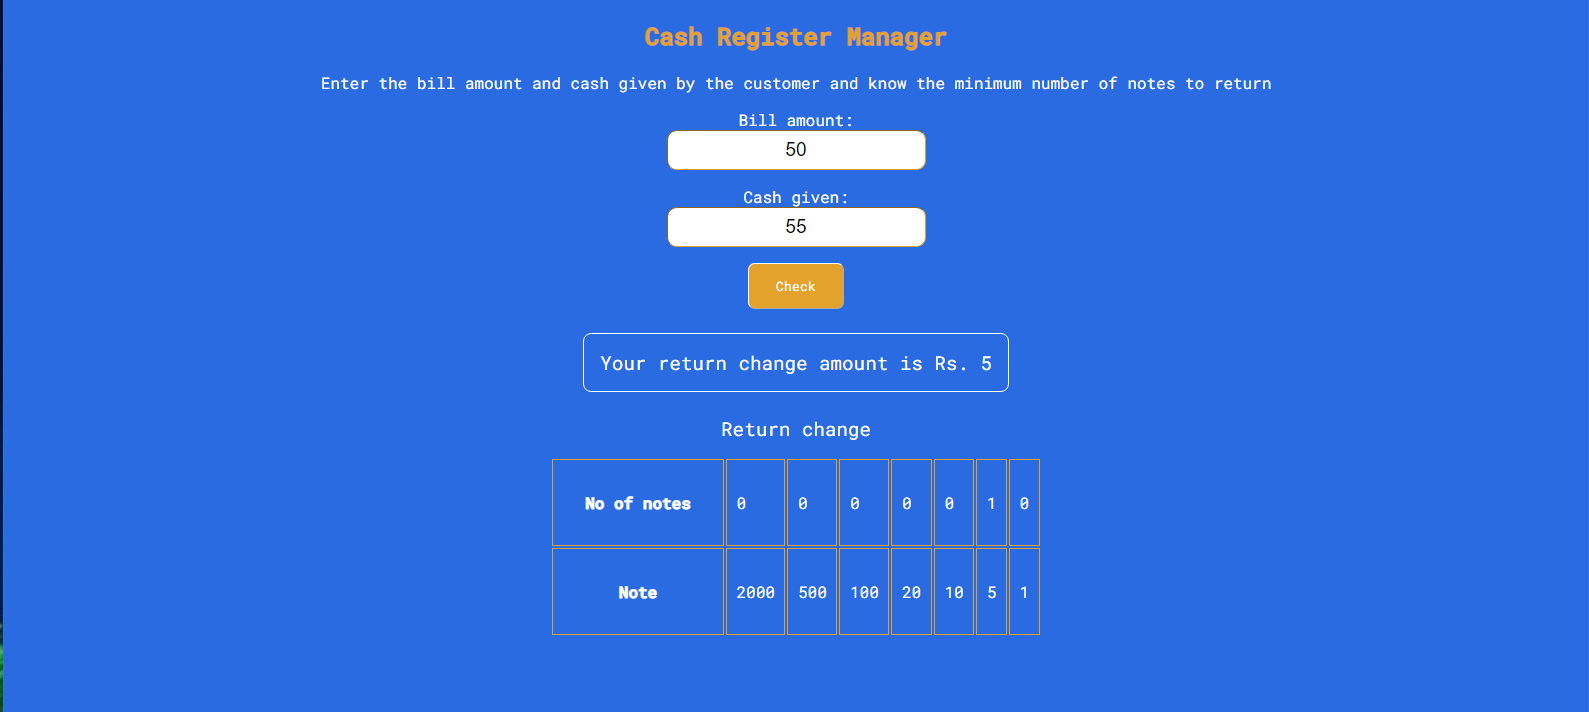 Cash Register Manager
Enter the bill amount and cash given by the customer and know the minimum number of notes to return
Bill amount:
50
Cash given:
55
Check
Your return change amount is Rs. 5
Return change
No of notes 0 0 0 0 0 1 0
Note 2000 500 100 20 10 5 1